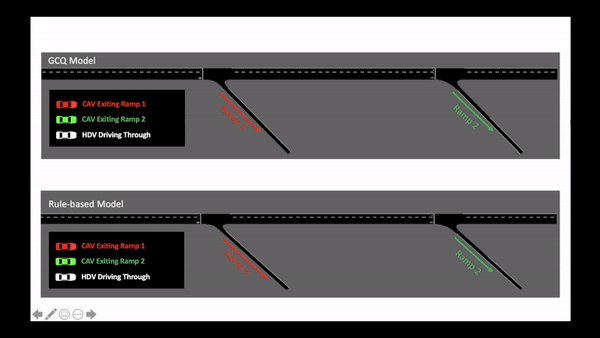 GCQ Model
CAV Exiting Ramp 1
CAV Exiting Ramp 2
HDV Driving Through
Ramp 1
Ramp 2
Rule-based Model
CAV Exiting Ramp 1
CAV Exiting Ramp 2
HDV Driving Through
Ramp 1
Ramp 2